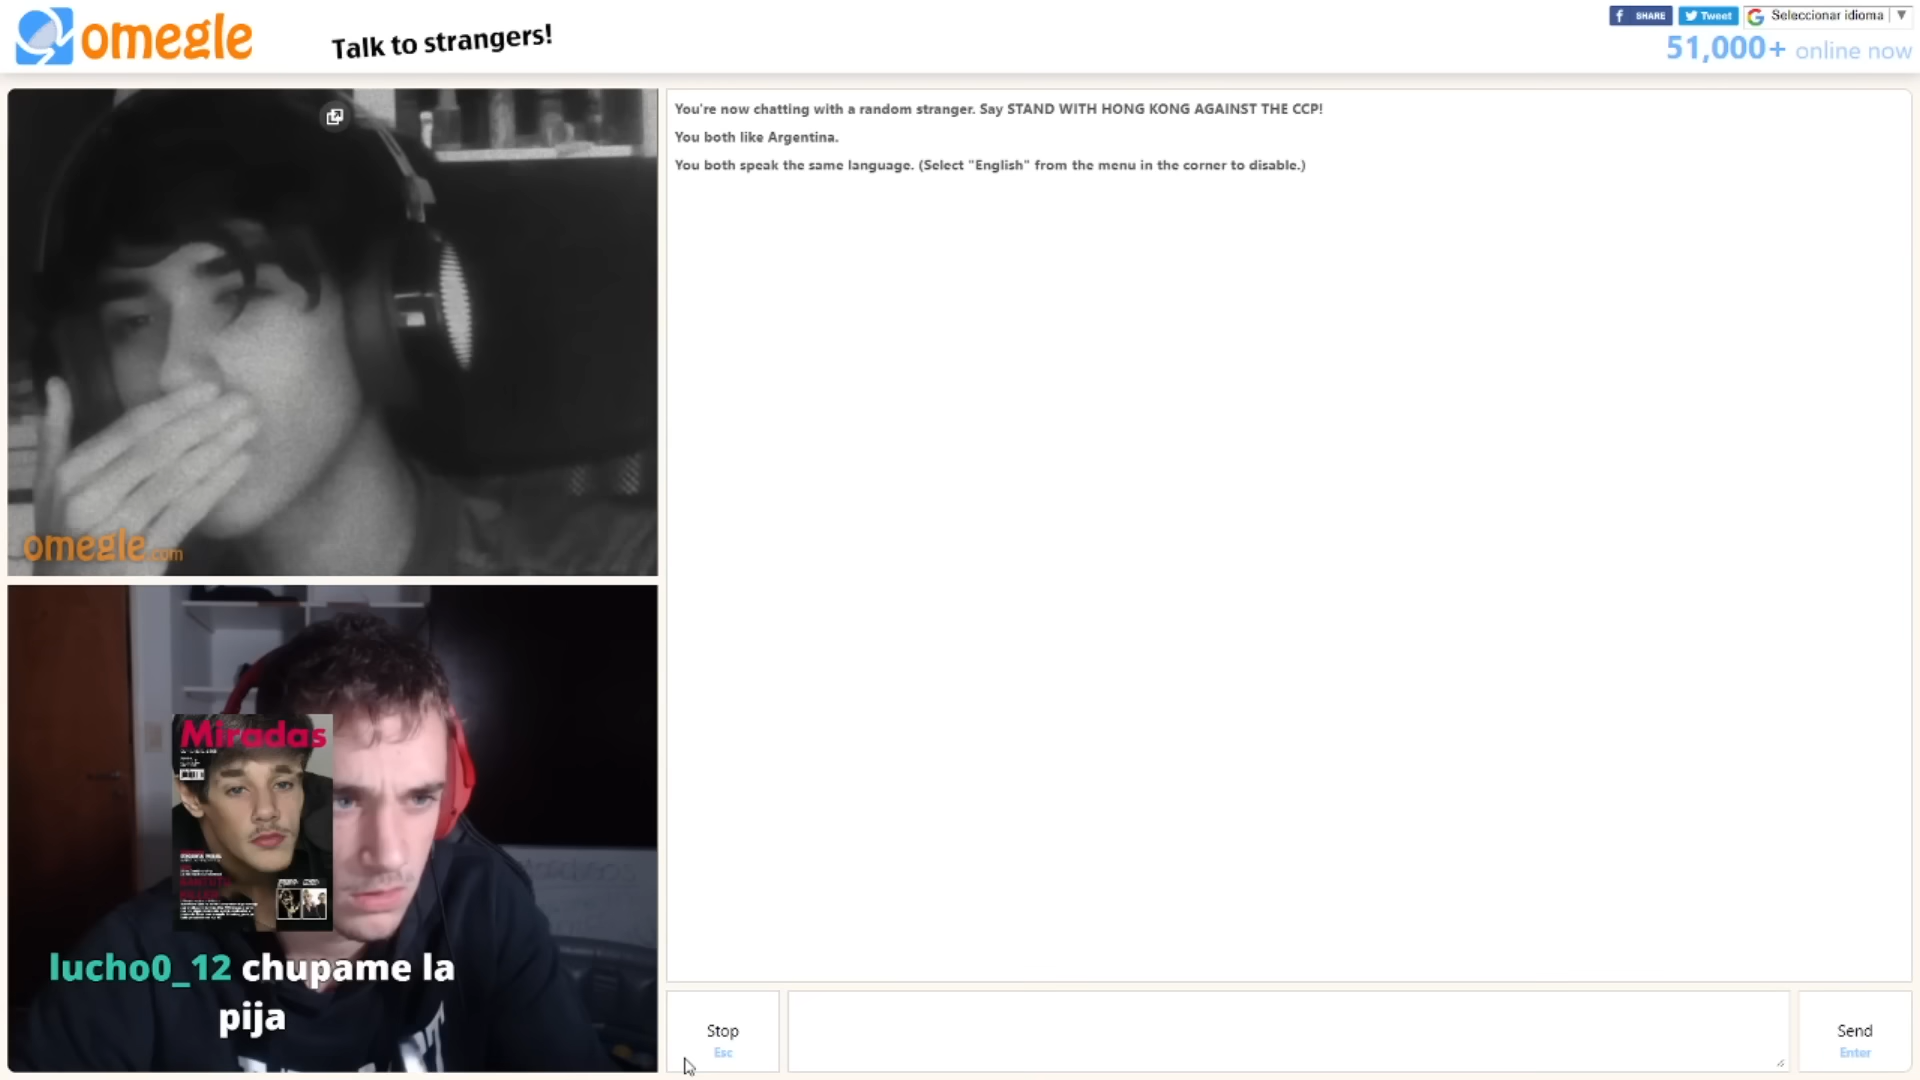 omegle
Talk to strangers!
SHARE
Tweet
Seleccionar idioma
51,000+ online now
omegle.com
You're now chatting with a random stranger. Say STAND WITH HONG KONG AGAINST THE CCP!
You both like Argentina.
You both speak the same language. (Select "English" from the menu in the corner to disable.)
Miradas
lucho0_12 chupame la
pija
Stop
Esc
Send
Enter